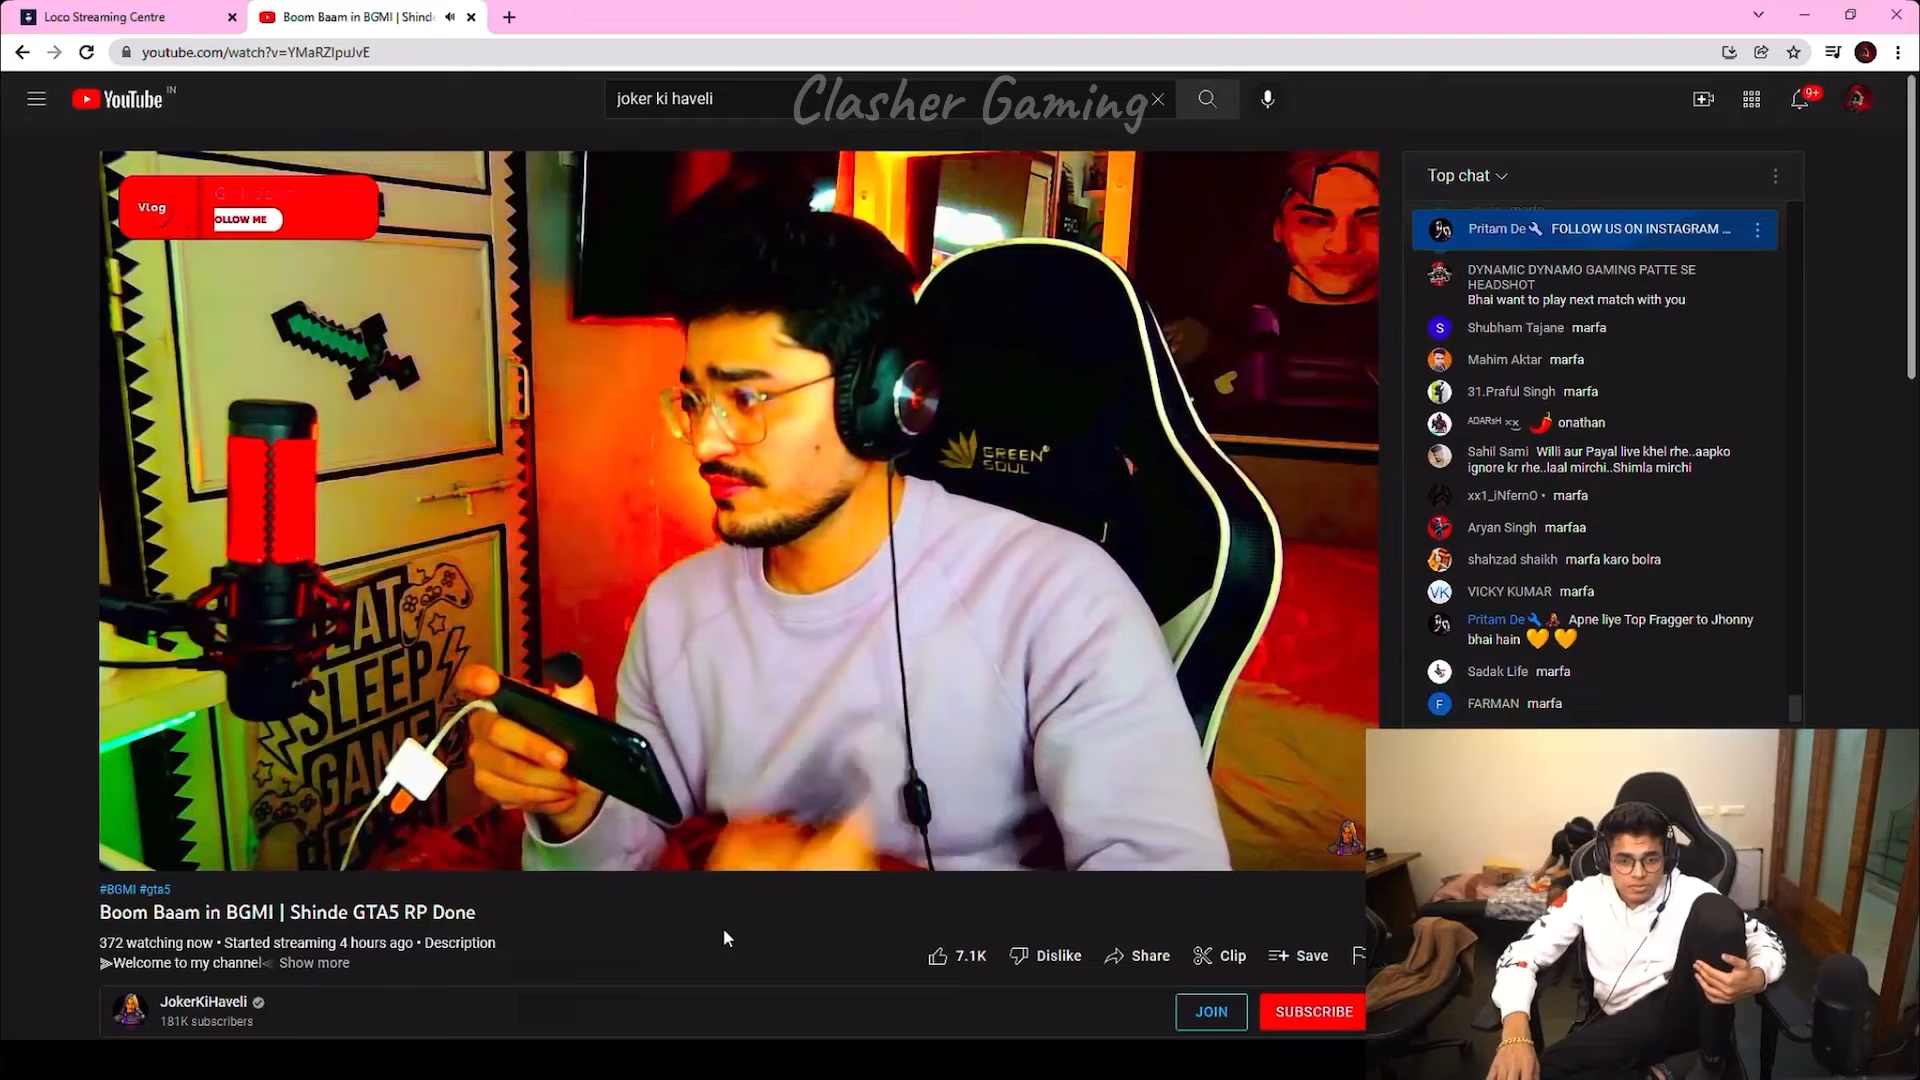 Loco Streaming Centre
Boom Baam in BGMI | Shinde
youtube.com/watch?v=YMaRZIpuJvE
YouTube IN
joker ki haveli
Clasher Gaming
9+
Vlog
OLLOW ME
GREEN SOUL
EAT
SLEEP
GAME
#BGMI #gta5
Boom Baam in BGMI | Shinde GTA5 RP Done
372 watching now • Started streaming 4 hours ago • Description
⫸Welcome to my channel⫷ Show more
7.1K Dislike Share Clip Save
JokerKiHaveli
181K subscribers
JOIN SUBSCRIBE
Top chat
Pritam De FOLLOW US ON INSTAGRAM ...
DYNAMIC DYNAMO GAMING PATTE SE
HEADSHOT
Bhai want to play next match with you
S Shubham Tajane marfa
Mahim Aktar marfa
31.Praful Singh marfa
ᴬᴰᴬᴿˢᴴ ×͜× 🌶️ onathan
Sahil Sami Willi aur Payal live khel rhe..aapko
ignore kr rhe..laal mirchi..Shimla mirchi
xx1_iNfernO • marfa
Aryan Singh marfaa
shahzad shaikh marfa karo bolra
VK VICKY KUMAR marfa
Pritam De Apne liye Top Fragger to Jhonny
bhai hain 🧡 🧡
Sadak Life marfa
F FARMAN marfa